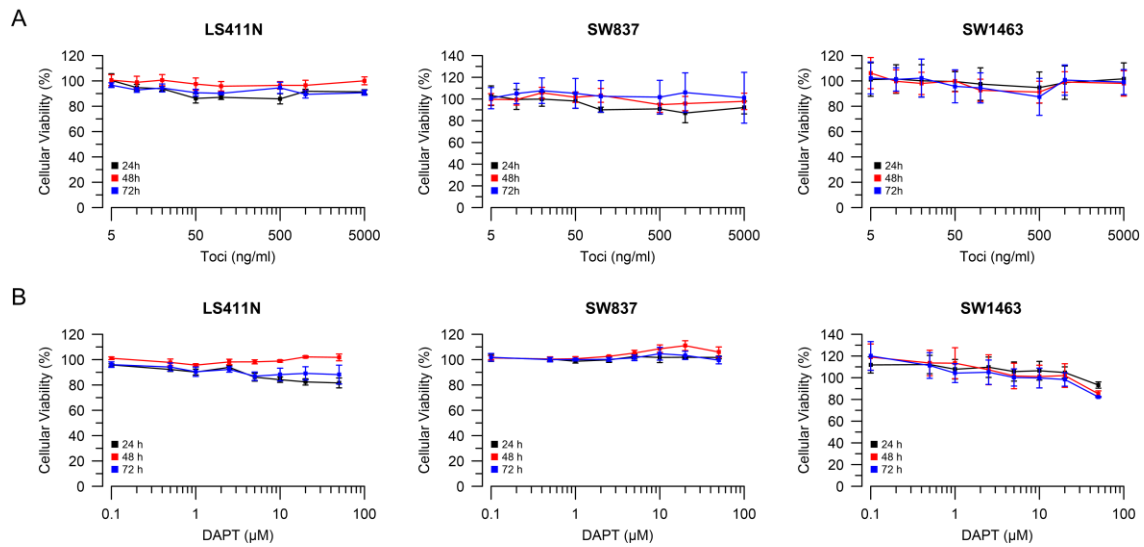 A
LS411N
SW837
SW1463
Cellular Viability (%)
120
100
80
60
40
20
0
24h
48h
72h
5
50
500
5000
Toci (ng/ml)
Cellular Viability (%)
140
120
100
80
60
40
20
0
24h
48h
72h
5
50
500
5000
Toci (ng/ml)
Cellular Viability (%)
120
100
80
60
40
20
0
24h
48h
72h
5
50
500
5000
Toci (ng/ml)
B
LS411N
SW837
SW1463
Cellular Viability (%)
120
100
80
60
40
20
0
24 h
48 h
72 h
0.1
1
10
100
DAPT (µM)
Cellular Viability (%)
120
100
80
60
40
20
0
24 h
48 h
72 h
0.1
1
10
100
DAPT (µM)
Cellular Viability (%)
140
120
100
80
60
40
20
0
24 h
48 h
72 h
0.1
1
10
100
DAPT (µM)